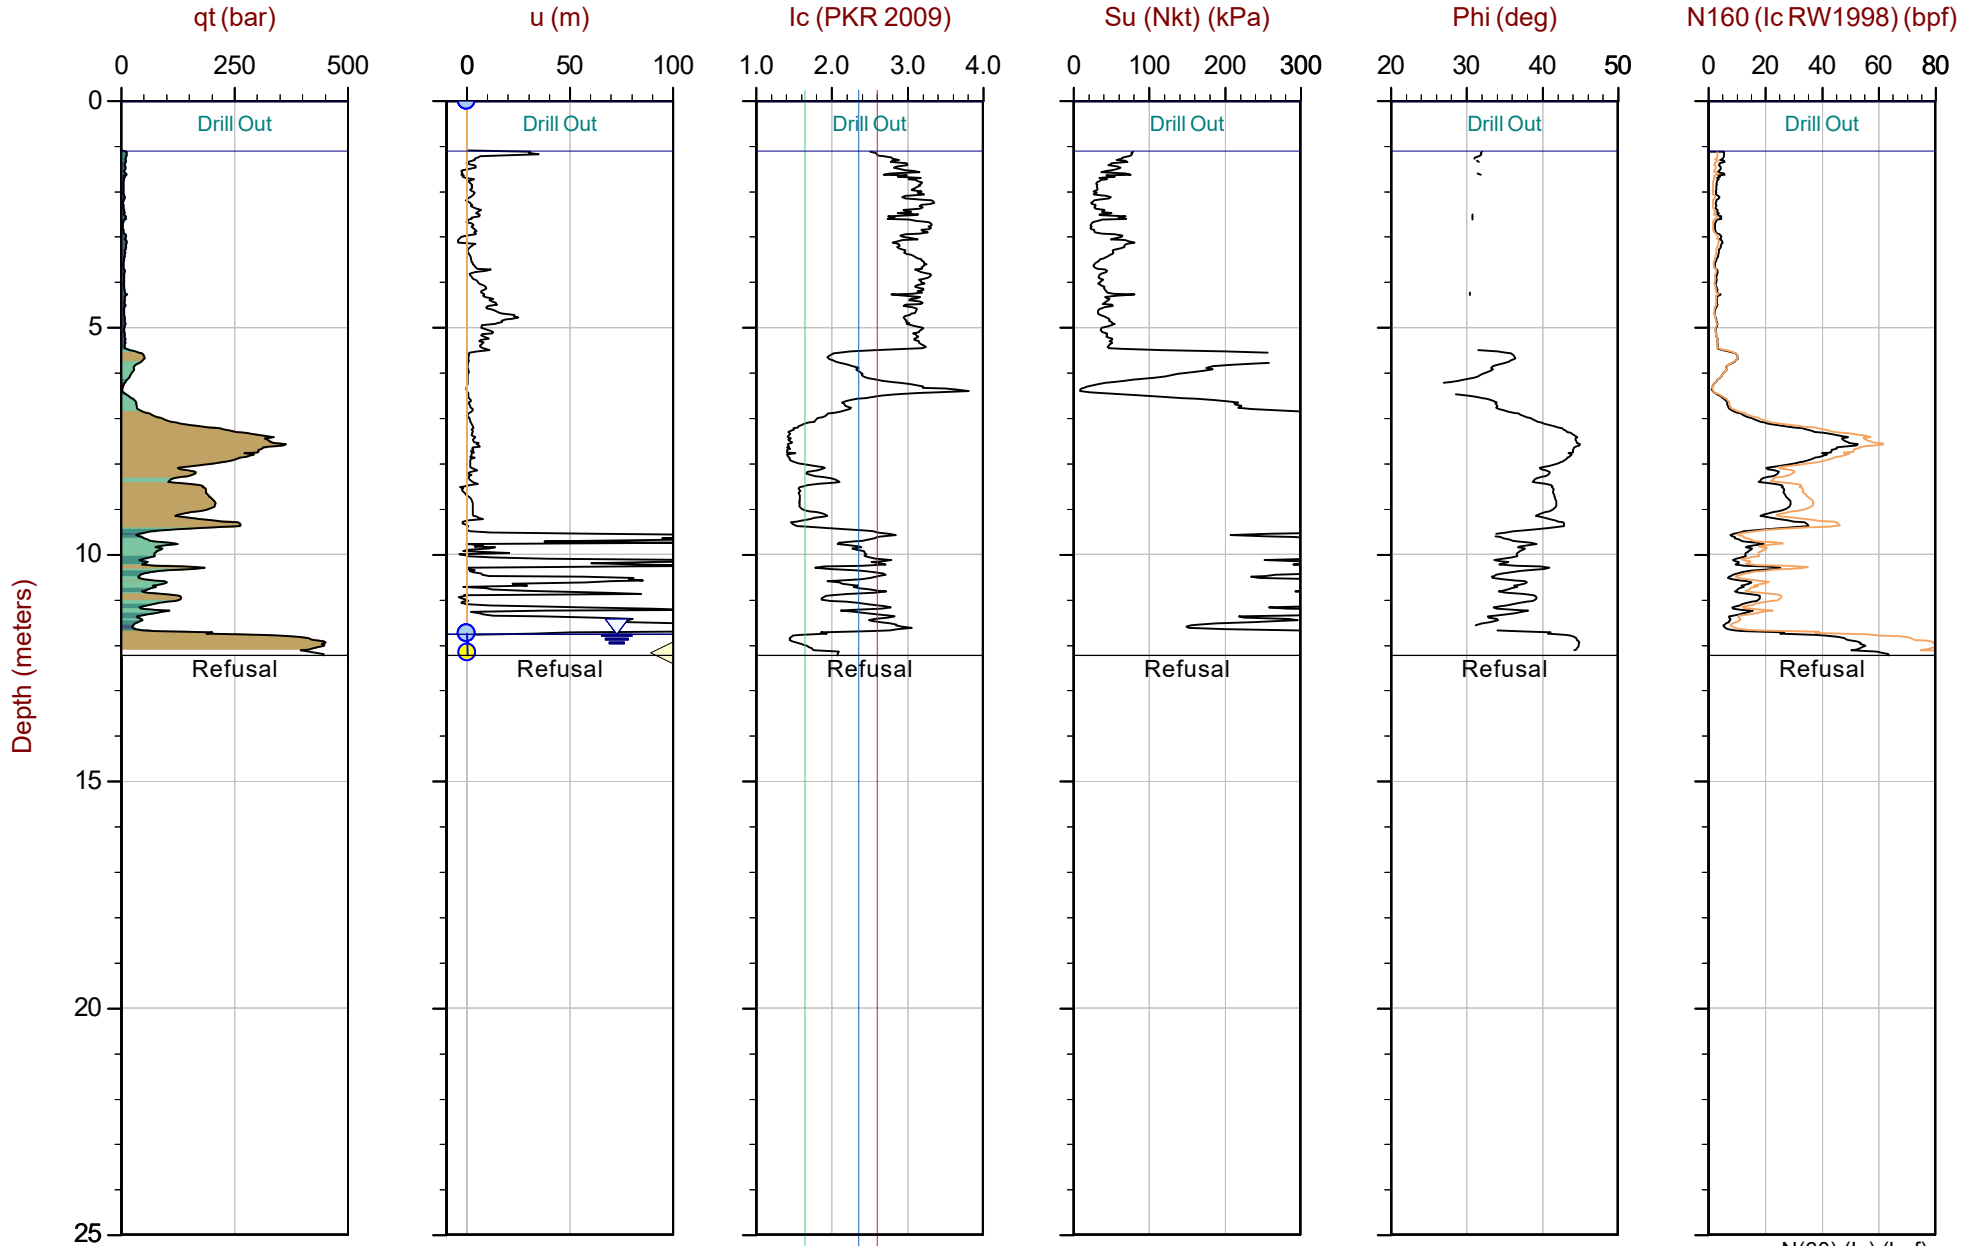 qt (bar) u (m) Ic (PKR 2009) Su (Nkt) (kPa) Phi (deg) N160 (Ic RW1998) (bpf)
0 250 500 0 50 100 1.0 2.0 3.0 4.0 0 100 200 300 20 30 40 50 0 20 40 60 80
0
Drill Out Drill Out Drill Out Drill Out Drill Out Drill Out
5
10
Refusal Refusal Refusal Refusal Refusal Refusal
Depth (meters)
15
20
25